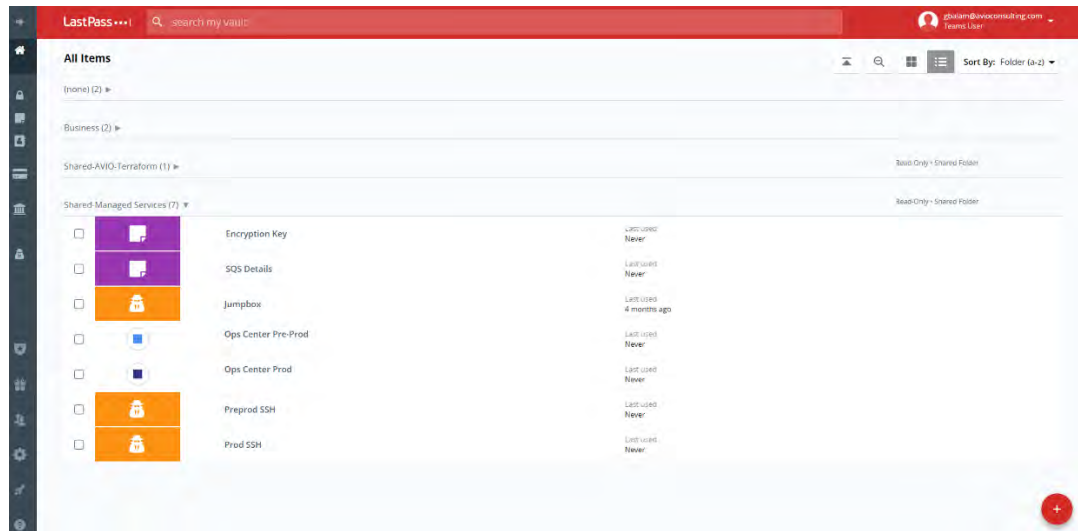 LastPass
search my vault
gbalam@avioconsulting.com
Teams User
All Items
Sort By: Folder (a-z)
(none) (2)
Business (2)
Shared-AVIO-Terraform (1)
Read-Only • Shared Folder
Shared-Managed Services (7)
Read-Only • Shared Folder
Encryption Key
Last used
Never
SQS Details
Last used
Never
Jumpbox
Last used
4 months ago
Ops Center Pre-Prod
Last used
Never
Ops Center Prod
Last used
Never
Preprod SSH
Last used
Never
Prod SSH
Last used
Never